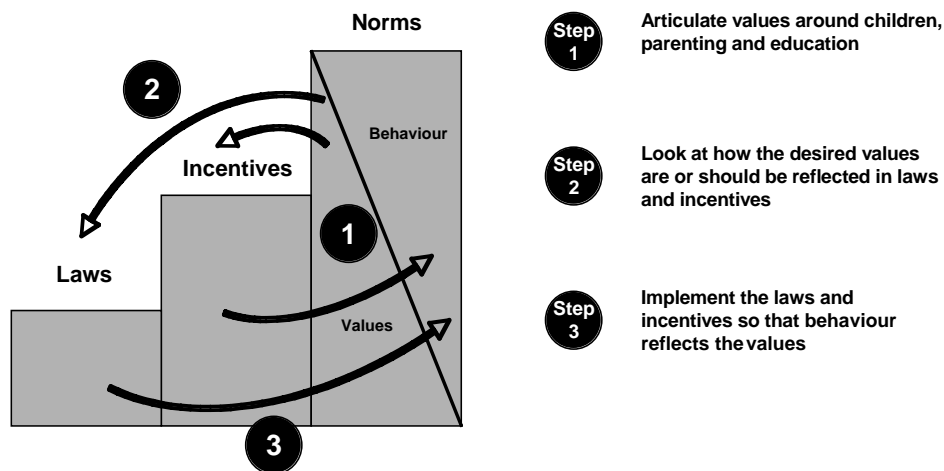 Norms
2
Behaviour
Incentives
1
Laws
Values
3
Step
1
Articulate values around children,
parenting and education
Step
2
Look at how the desired values
are or should be reflected in laws
and incentives
Step
3
Implement the laws and
incentives so that behaviour
reflects the values